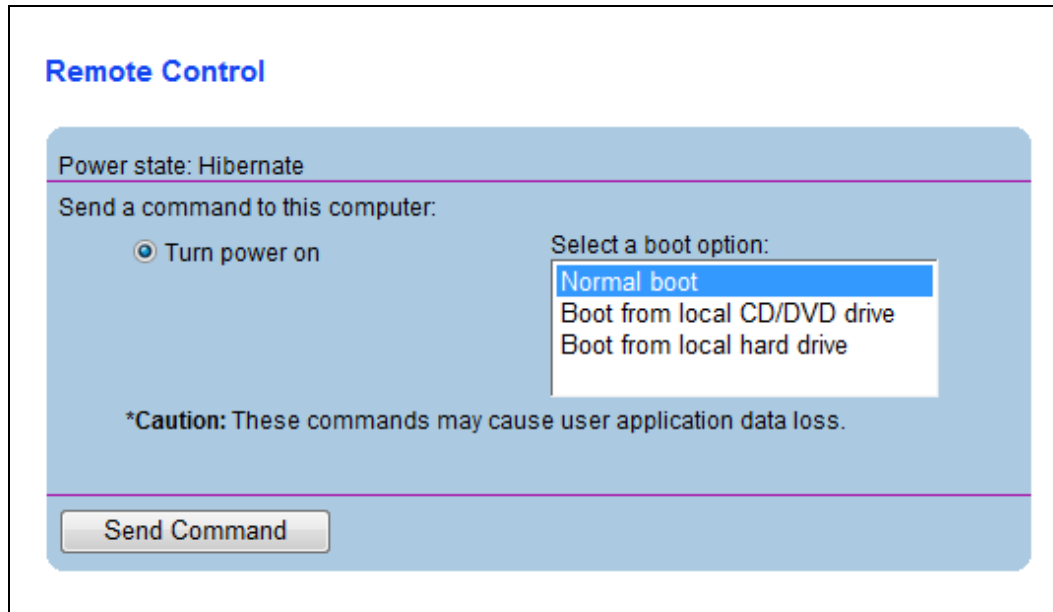 Remote Control
Power state: Hibernate
Send a command to this computer:
Turn power on
Select a boot option:
Normal boot
Boot from local CD/DVD drive
Boot from local hard drive
*Caution: These commands may cause user application data loss.
Send Command